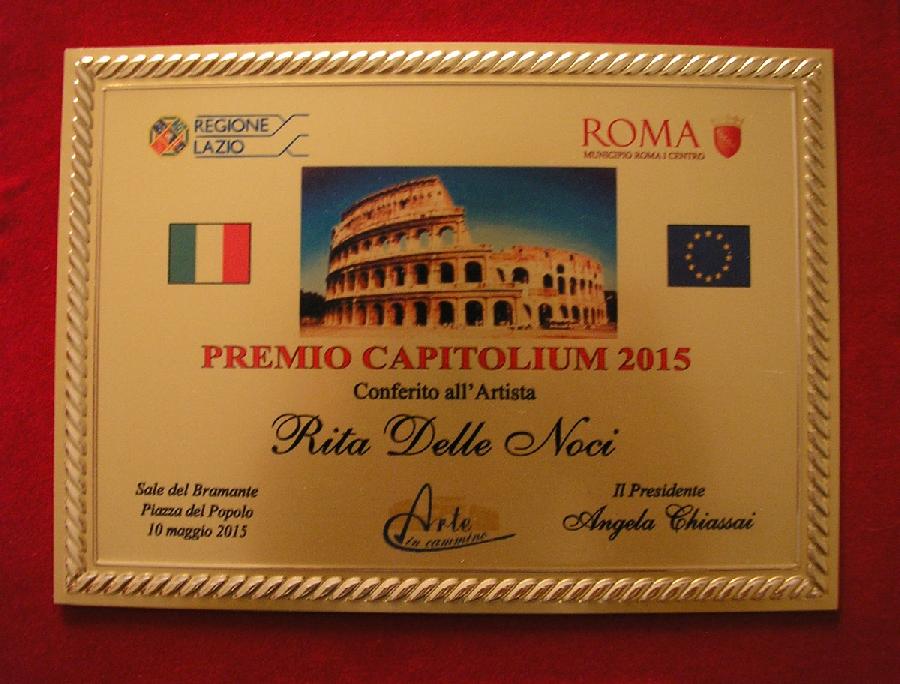 REGIONE
LAZIO
ROMA
MUNICIPIO ROMA I CENTRO
PREMIO CAPITOLIUM 2015
Conferito all'Artista
Rita Delle Noci
Sale del Bramante
Piazza del Popolo
10 maggio 2015
Arte
in cammino
Il Presidente
Angela Chiassai